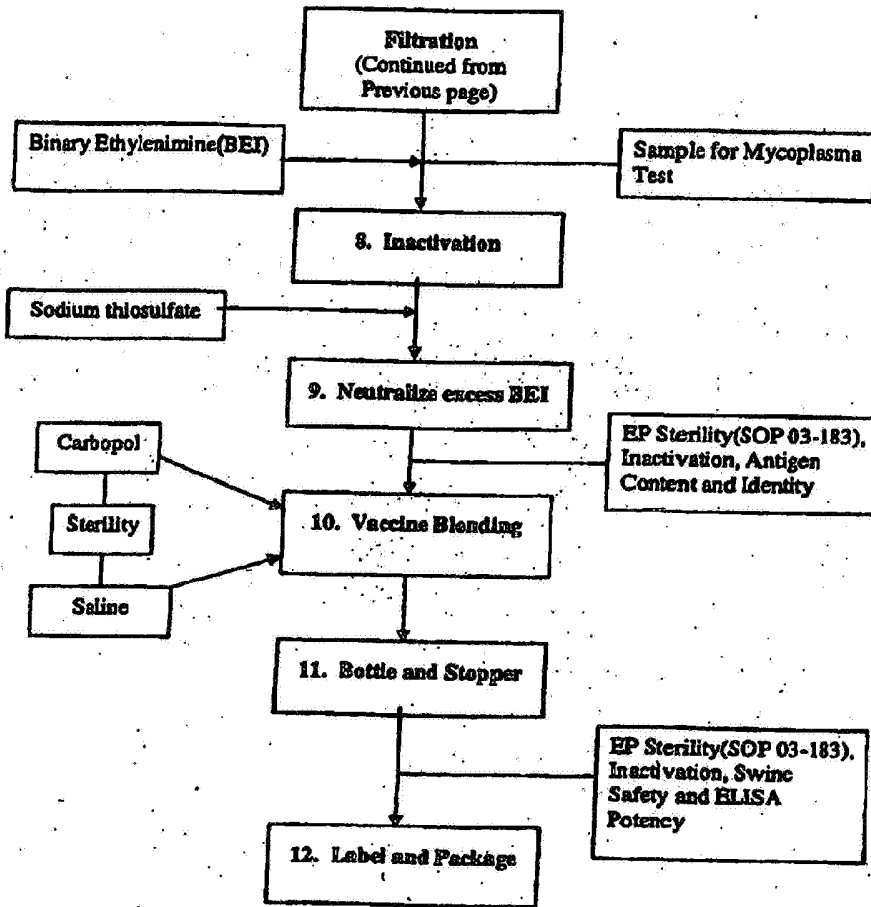 Filtration
(Continued from
Previous page)
Binary Ethylenimine(BEI)
Sample for Mycoplasma
Test
8. Inactivation
Sodium thiosulfate
9. Neutralize excess BEI
EP Sterility(SOP 03-183),
Inactivation, Antigen
Content and Identity
Carbopol
Sterility
Saline
10. Vaccine Blending
11. Bottle and Stopper
EP Sterility(SOP 03-183),
Inactivation, Swine
Safety and ELISA
Potency
12. Label and Package